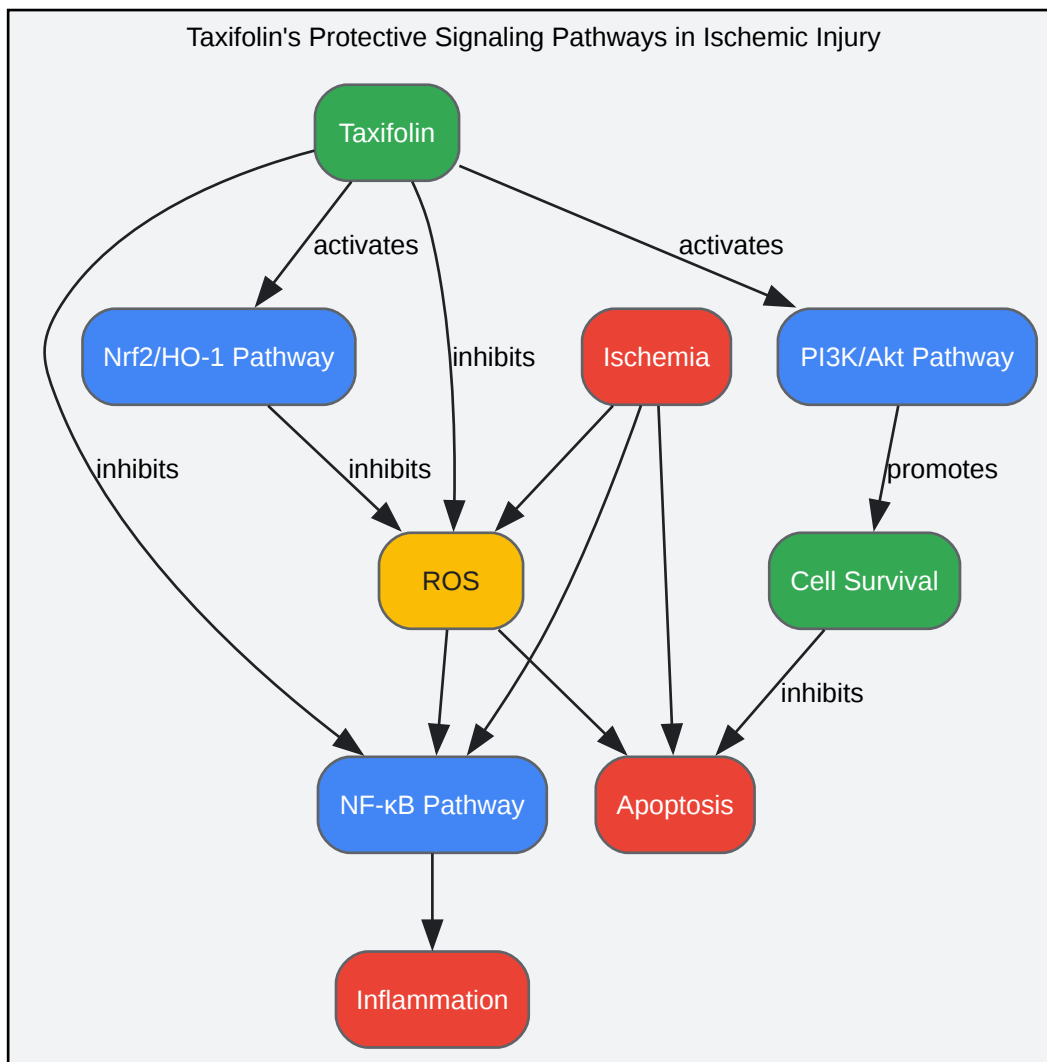 Taxifolin's Protective Signaling Pathways in Ischemic Injury
Taxifolin
activates
activates
Nrf2/HO-1 Pathway
inhibits
Ischemia
PI3K/Akt Pathway
inhibits
inhibits
promotes
ROS
Cell Survival
inhibits
NF-κB Pathway
Apoptosis
Inflammation